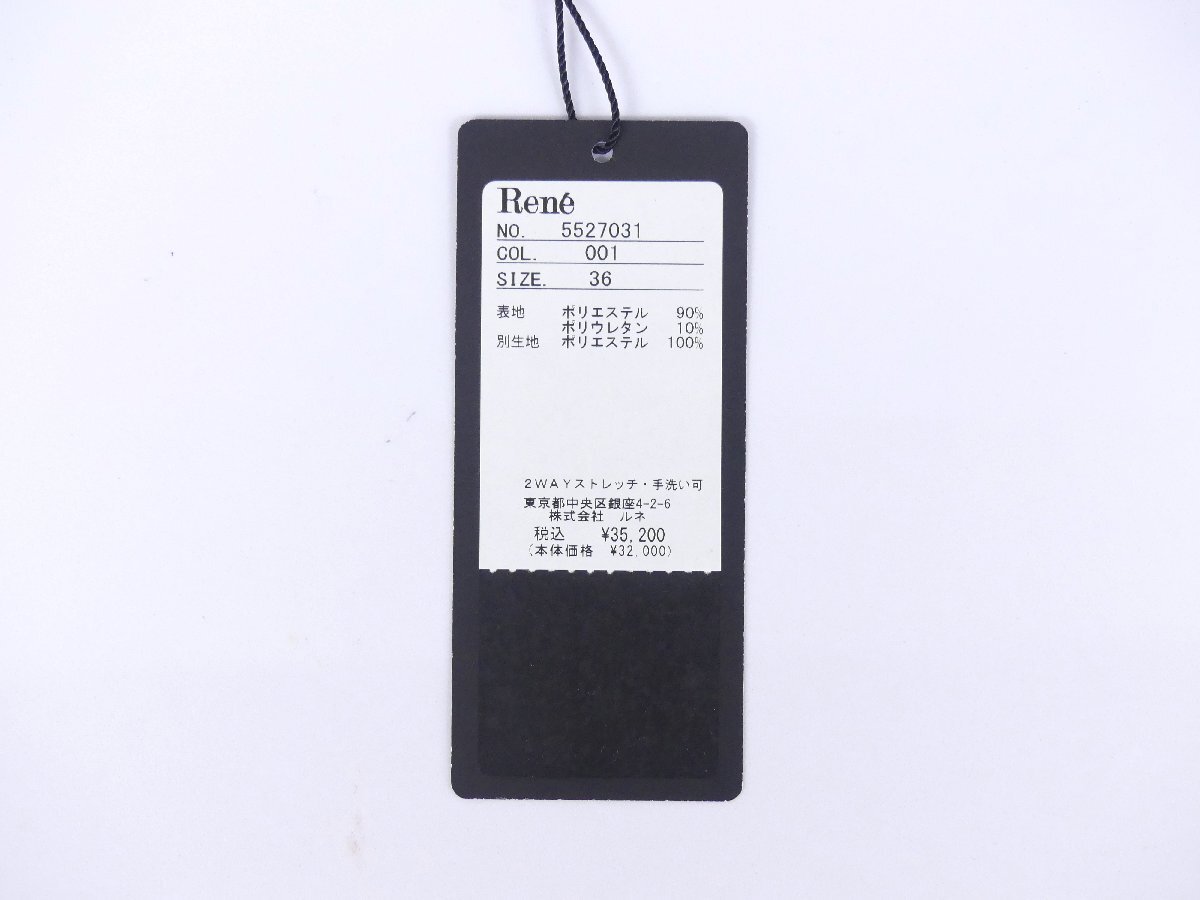 René
NO. 5527031
COL. 001
SIZE. 36
表地 ポリエステル 90%
ポリウレタン 10%
別生地 ポリエステル 100%
2WAYストレッチ・手洗い可
東京都中央区銀座4-2-6
株式会社 ルネ
税込 ¥35,200
(本体価格 ¥32,000)